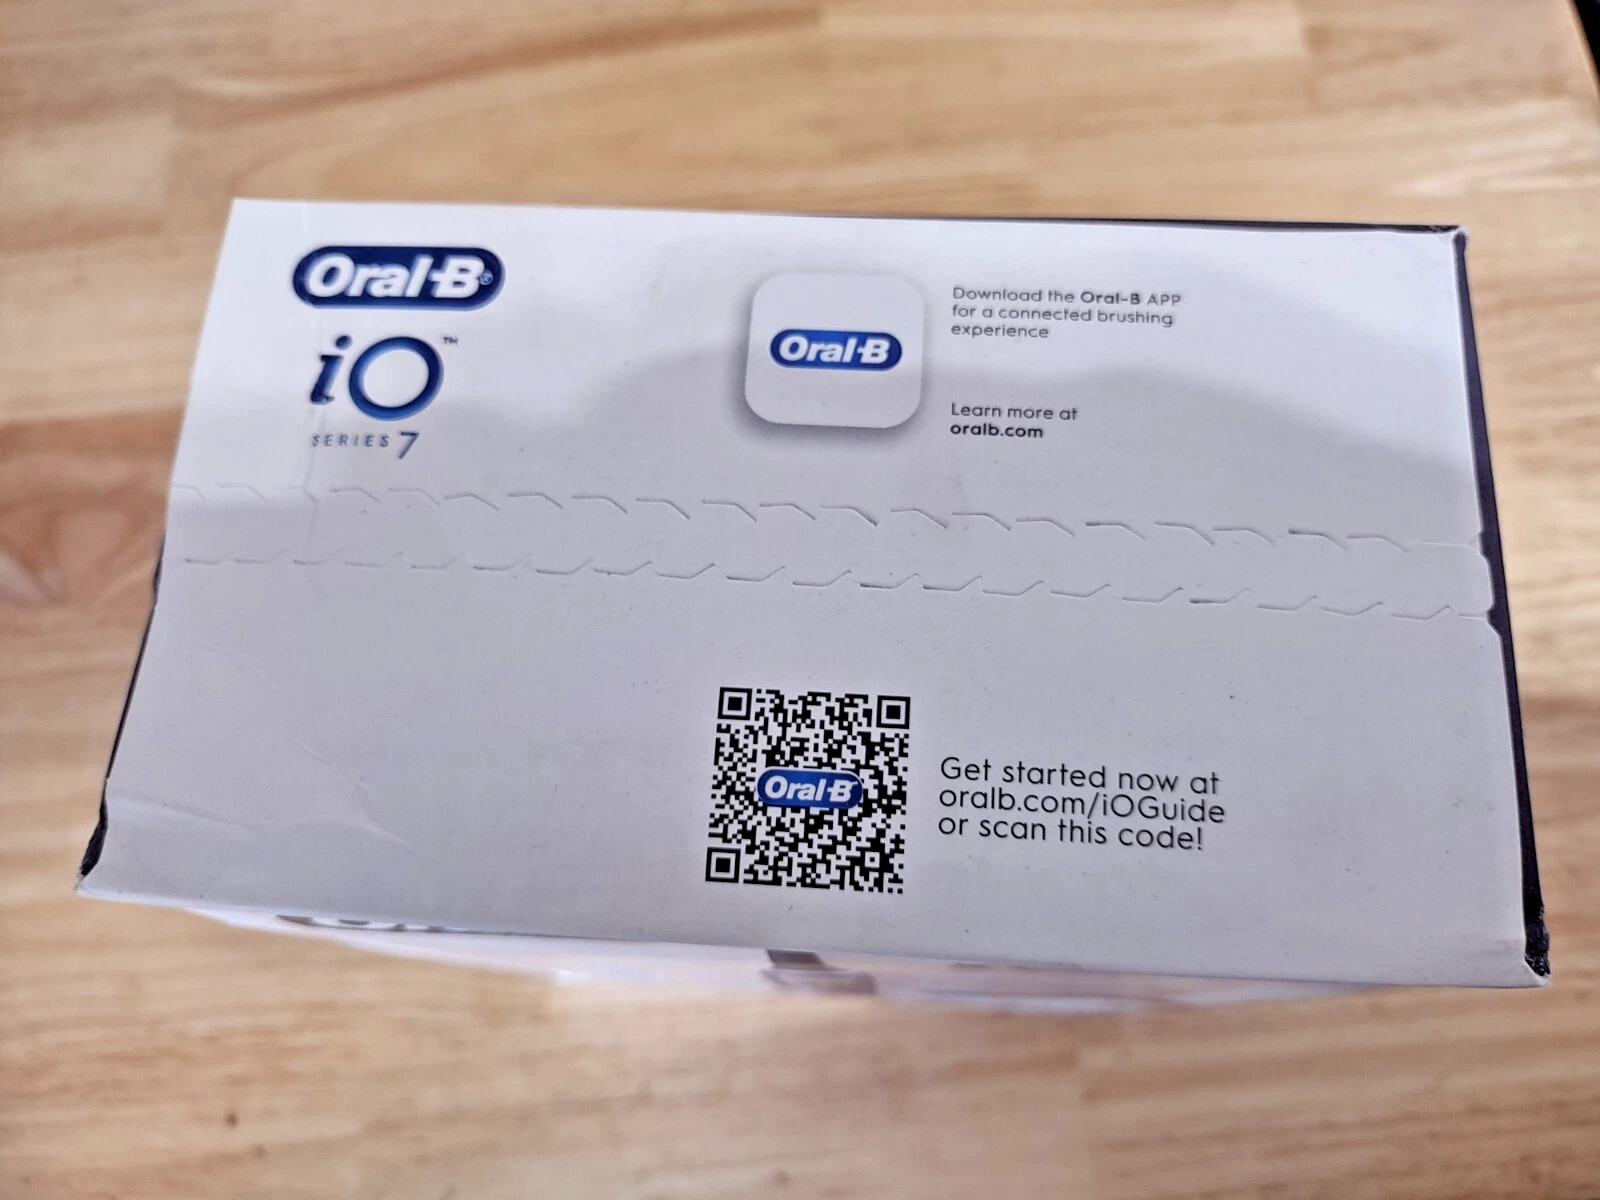 Oral-B®
iO™
SERIES 7
Oral-B
Download the Oral-B APP
for a connected brushing
experience
Learn more at
oralb.com
Oral-B
Get started now at
oralb.com/iOGuide
or scan this code!